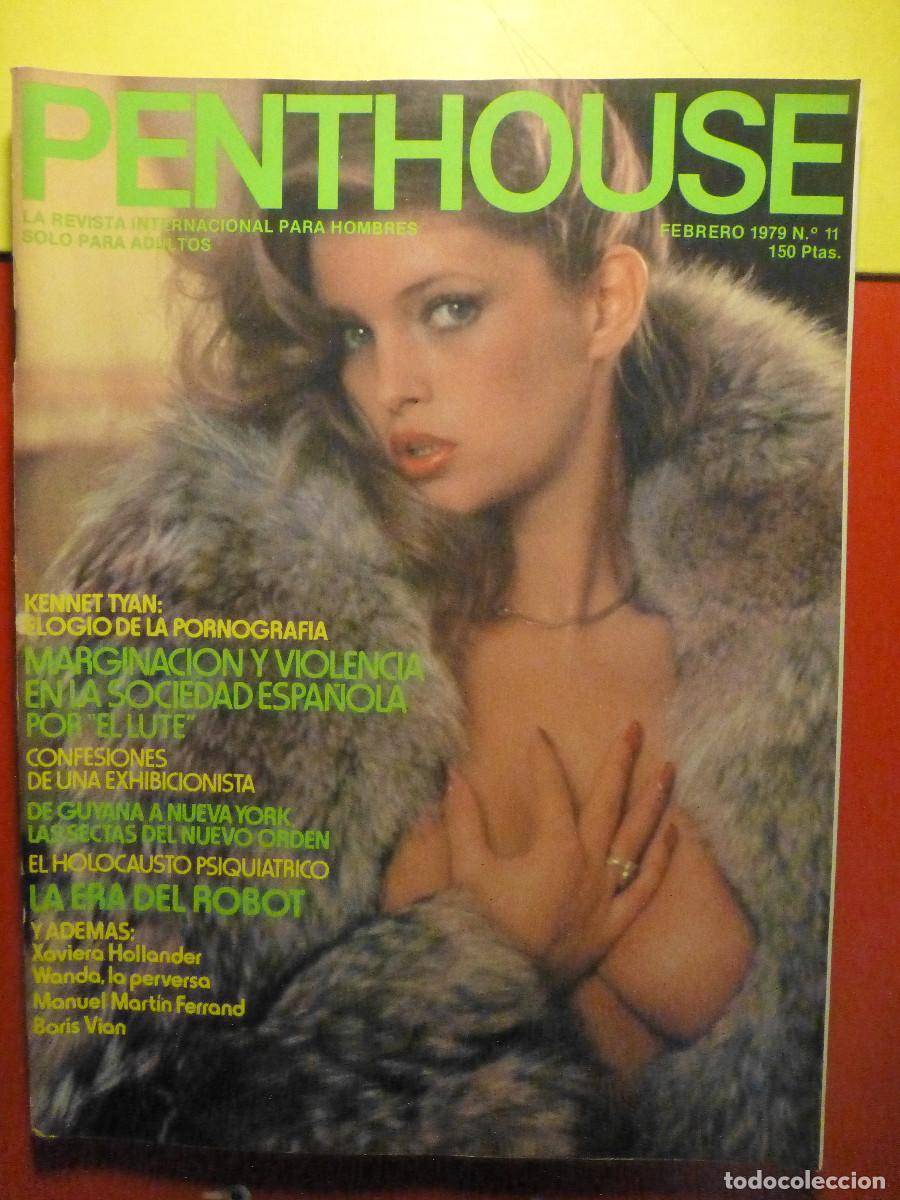 PENTHOUSE
LA REVISTA INTERNACIONAL PARA HOMBRES
SOLO PARA ADULTOS
FEBRERO 1979 N.º 11
150 Ptas.
KENNET TYAN:
ELOGIO DE LA PORNOGRAFIA
MARGINACION Y VIOLENCIA
EN LA SOCIEDAD ESPAÑOLA
POR "EL LUTE"
CONFESIONES
DE UNA EXHIBICIONISTA
DE GUYANA A NUEVA YORK
LAS SECTAS DEL NUEVO ORDEN
EL HOLOCAUSTO PSIQUIATRICO
LA ERA DEL ROBOT
Y ADEMAS:
Xaviera Hollander
Wanda, la perversa
Manuel Martín Ferrand
Boris Vian
todocoleccion